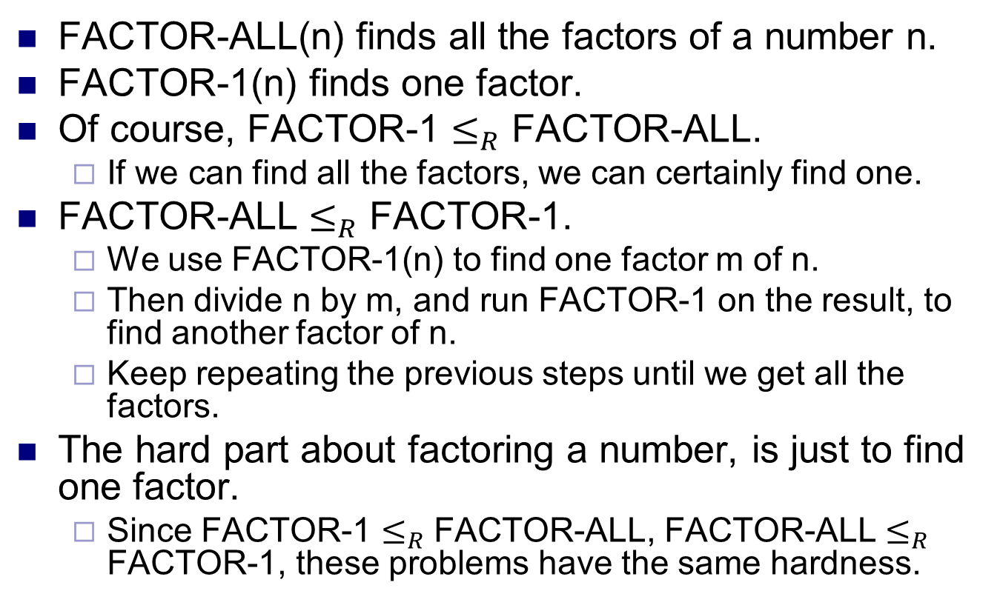 FACTOR-ALL(n) finds all the factors of a number n.
FACTOR-1(n) finds one factor.
Of course, FACTOR-1 ≤R FACTOR-ALL.
If we can find all the factors, we can certainly find one.
FACTOR-ALL ≤R FACTOR-1.
We use FACTOR-1(n) to find one factor m of n.
Then divide n by m, and run FACTOR-1 on the result, to
find another factor of n.
Keep repeating the previous steps until we get all the
factors.
The hard part about factoring a number, is just to find
one factor.
Since FACTOR-1 ≤R FACTOR-ALL, FACTOR-ALL ≤R
FACTOR-1, these problems have the same hardness.